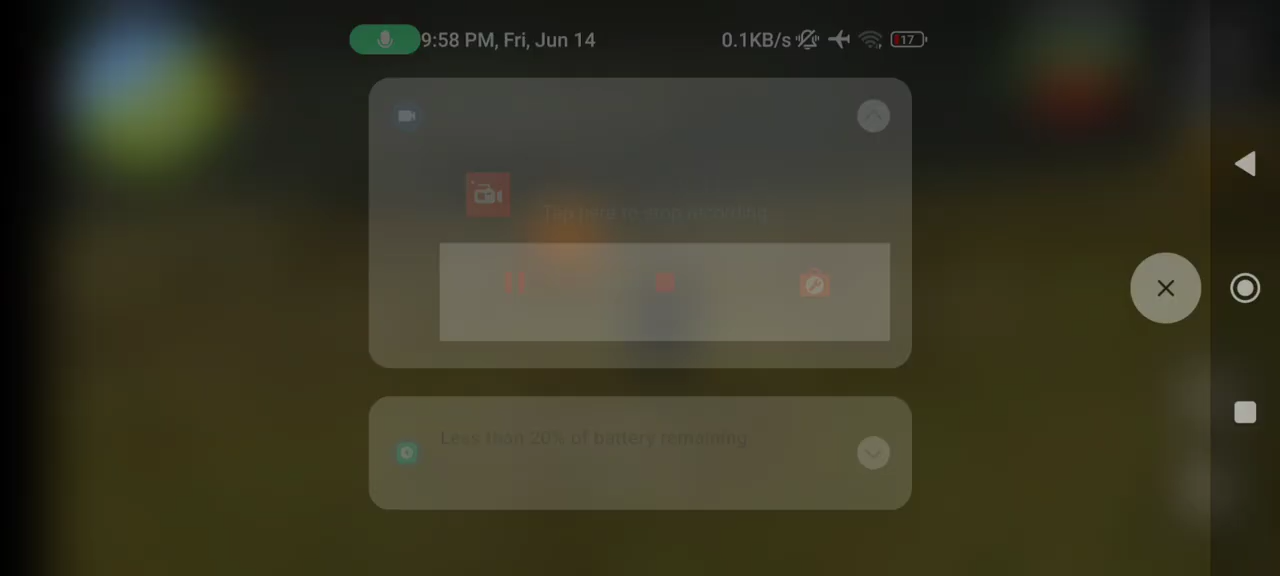 9:58 PM, Fri, Jun 14 0.1KB/s 17
Tap here to stop recording
Less than 20% of battery remaining